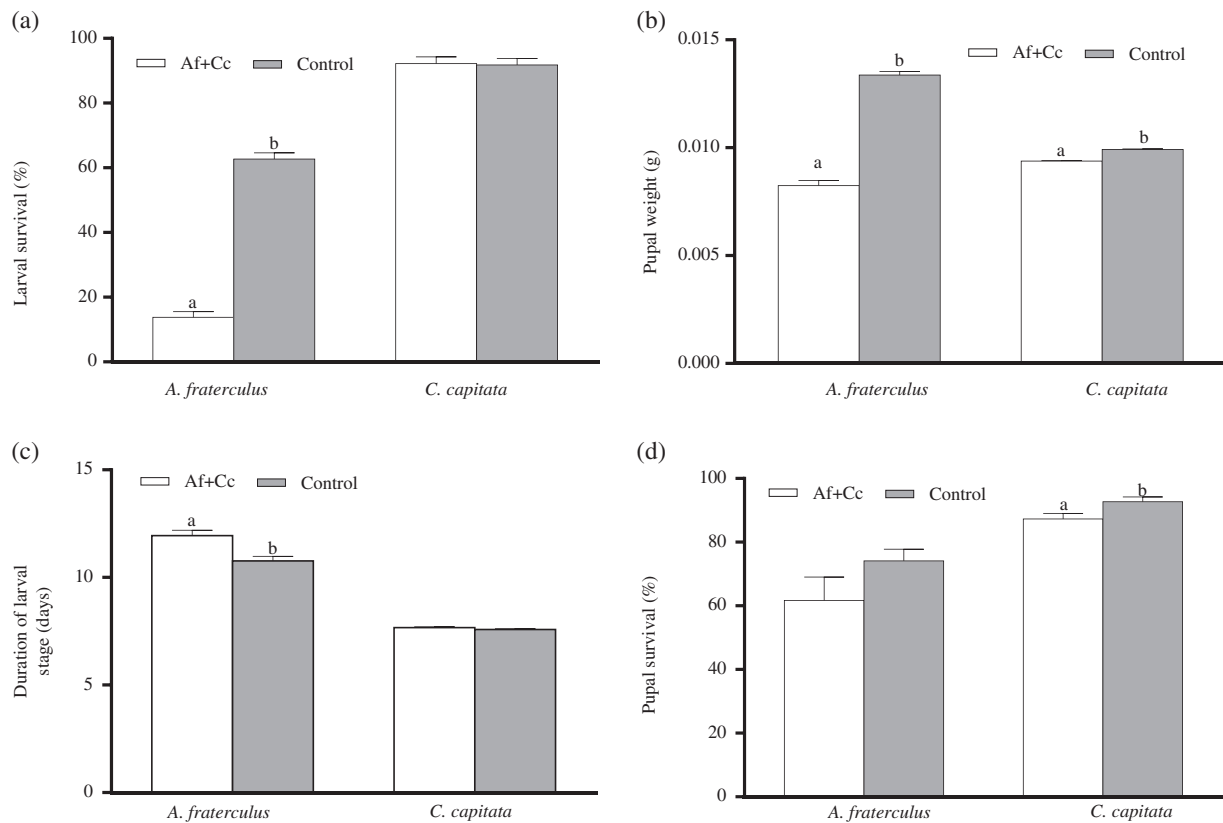 (a)
100
80
60
40
20
0
Larval survival (%)
Af+Cc Control
a
b
A. fraterculus C. capitata
(b)
0.015
0.010
0.005
0.000
Pupal weight (g)
Af+Cc Control
a
b
a
b
A. fraterculus C. capitata
(c)
15
10
5
0
Duration of larval
stage (days)
Af+Cc Control
a
b
A. fraterculus C. capitata
(d)
100
80
60
40
20
0
Pupal survival (%)
Af+Cc Control
a
b
A. fraterculus C. capitata